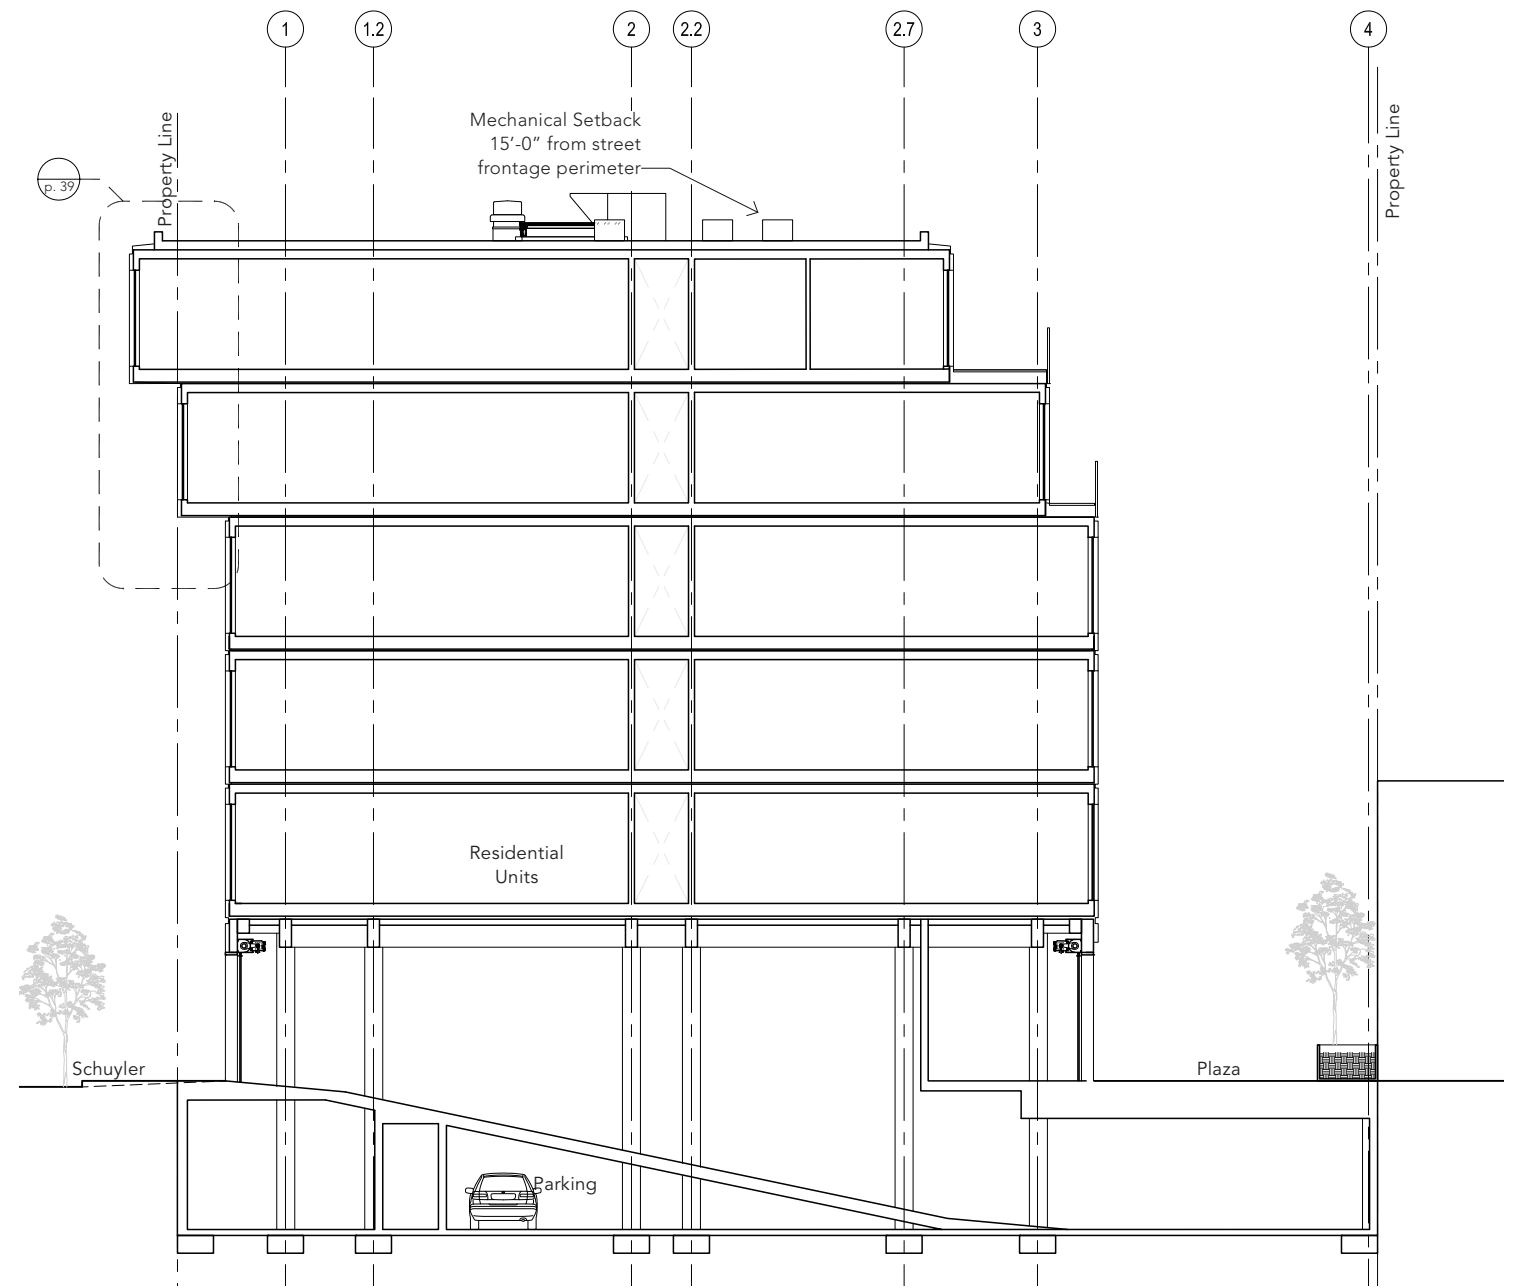 1
1.2
2
2.2
2.7
3
4
Property Line
Property Line
Mechanical Setback
15'-0" from street
frontage perimeter
p. 39
Residential
Units
Schuyler
Plaza
Parking